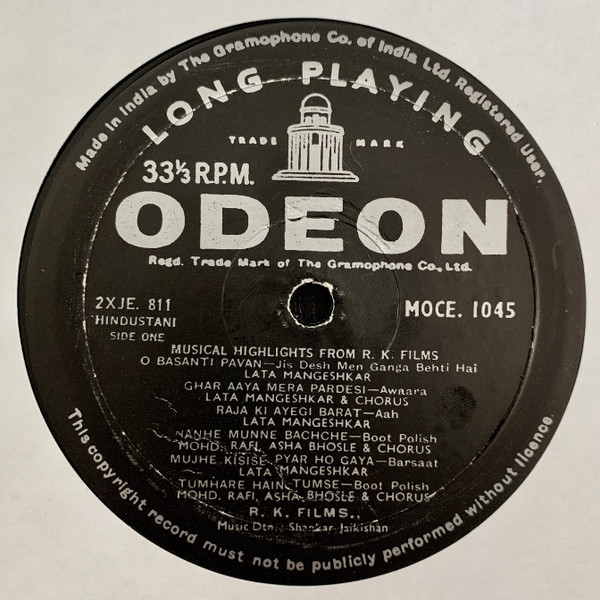 Made in India by The Gramophone Co. of India Ltd. Registered User.
LONG PLAYING
TRADE MARK
33⅓ R.P.M.
ODEON
Regd. Trade Mark of The Gramophone Co., Ltd.
2XJE. 811
HINDUSTANI
SIDE ONE
MOCE. 1045
MUSICAL HIGHLIGHTS FROM R. K. FILMS
O BASANTI PAVAN—Jis Desh Men Ganga Behti Hai
LATA MANGESHKAR
GHAR AAYA MERA PARDESI—Awaara
LATA MANGESHKAR & CHORUS
RAJA KI AYEGI BARAT—Aah
LATA MANGESHKAR
NANHE MUNNE BACHCHE—Boot Polish
MOHD. RAFI, ASHA BHOSLE & CHORUS
MUJHE KISISE PYAR HO GAYA—Barsaat
LATA MANGESHKAR
TUMHARE HAIN TUMSE—Boot Polish
MOHD. RAFI, ASHA BHOSLE & CHORUS
R. K. FILMS.
Music Dtn: Shankar Jaikishan
This copyright record must not be publicly performed without licence.